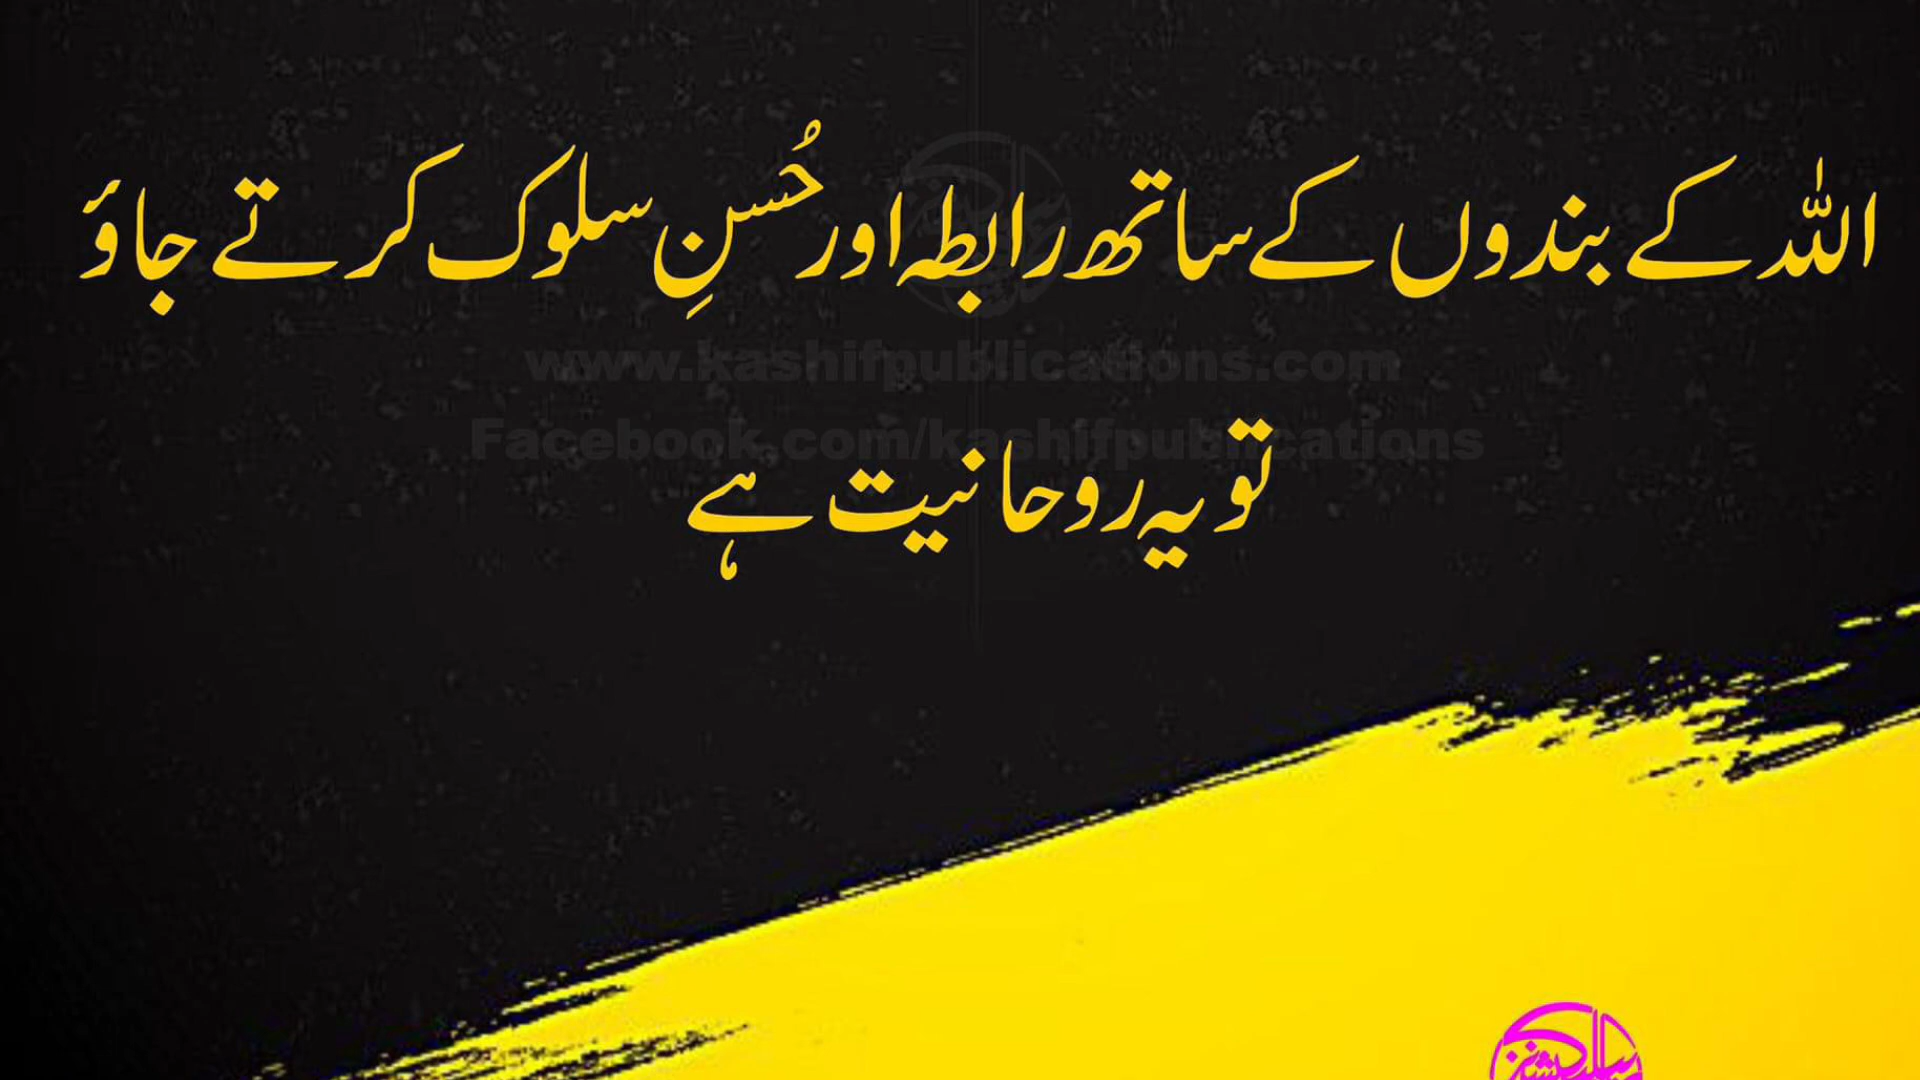 اللہ کے بندوں کے ساتھ رابطہ اور حُسنِ سلوک کرتے جاؤ
www.kashifpublications.com
Facebook.com/kashifpublications
تو یہ روحانیت ہے